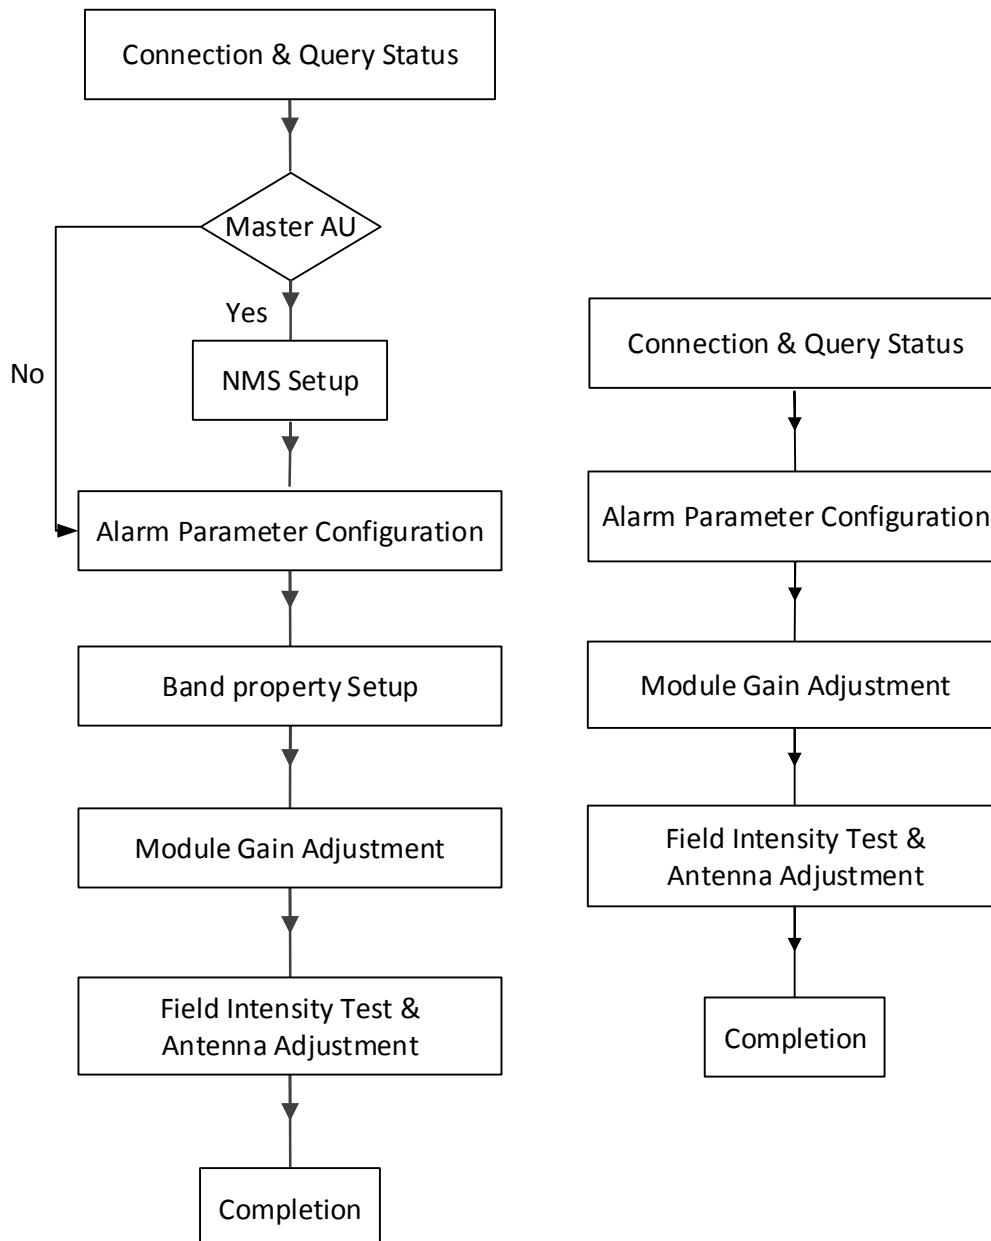 Connection & Query Status
Master AU
Yes
No
NMS Setup
Alarm Parameter Configuration
Band property Setup
Module Gain Adjustment
Field Intensity Test &
Antenna Adjustment
Completion
Connection & Query Status
Alarm Parameter Configuration
Module Gain Adjustment
Field Intensity Test &
Antenna Adjustment
Completion